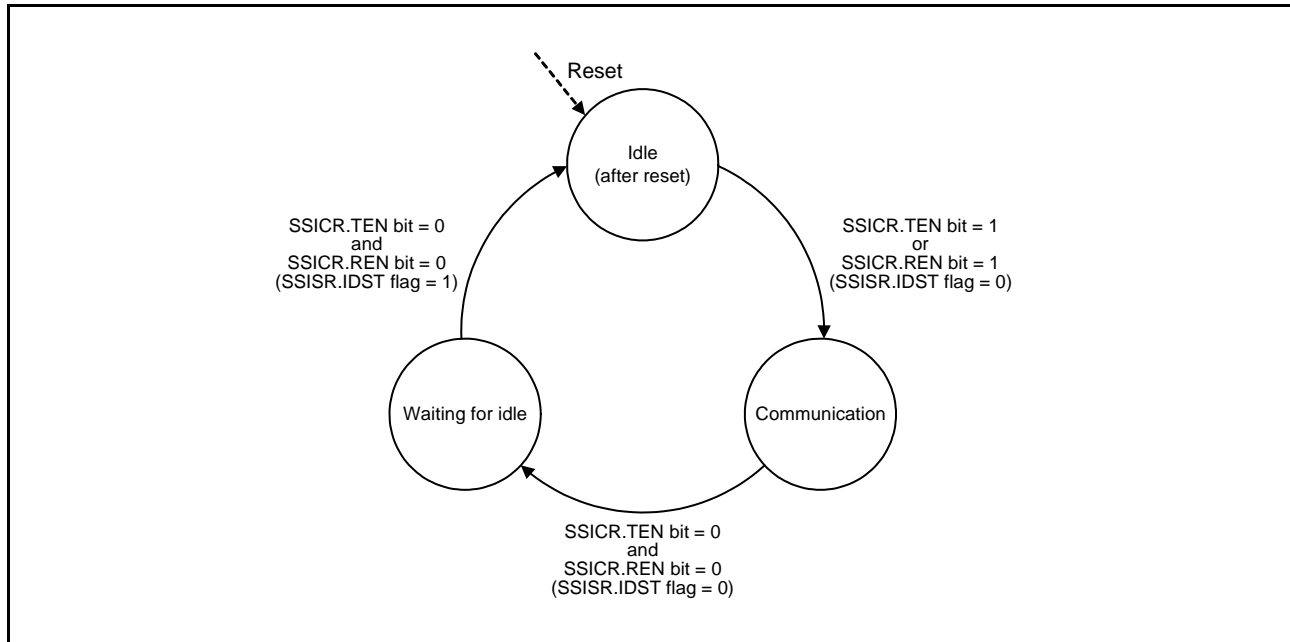 Reset
Idle
(after reset)
SSICR.TEN bit = 0
and
SSICR.REN bit = 0
(SSISR.IDST flag = 1)
SSICR.TEN bit = 1
or
SSICR.REN bit = 1
(SSISR.IDST flag = 0)
Waiting for idle
Communication
SSICR.TEN bit = 0
and
SSICR.REN bit = 0
(SSISR.IDST flag = 0)